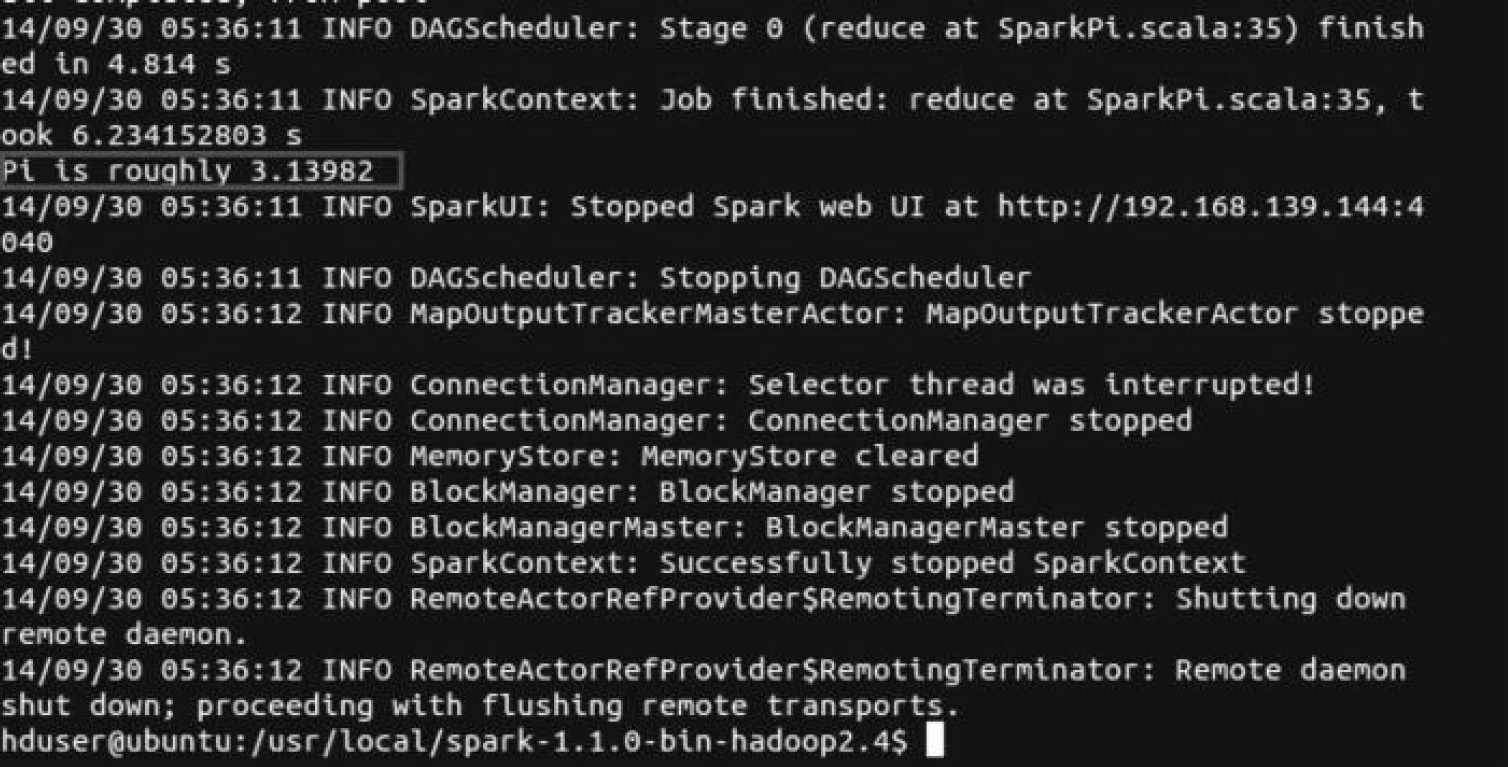 14/09/30 05:36:11 INFO DAGScheduler: Stage 0 (reduce at SparkPi.scala:35) finish
ed in 4.814 s
14/09/30 05:36:11 INFO SparkContext: Job finished: reduce at SparkPi.scala:35, t
ook 6.234152803 s
Pi is roughly 3.13982
14/09/30 05:36:11 INFO SparkUI: Stopped Spark web UI at http://192.168.139.144:4
040
14/09/30 05:36:11 INFO DAGScheduler: Stopping DAGScheduler
14/09/30 05:36:12 INFO MapOutputTrackerMasterActor: MapOutputTrackerActor stoppe
d!
14/09/30 05:36:12 INFO ConnectionManager: Selector thread was interrupted!
14/09/30 05:36:12 INFO ConnectionManager: ConnectionManager stopped
14/09/30 05:36:12 INFO MemoryStore: MemoryStore cleared
14/09/30 05:36:12 INFO BlockManager: BlockManager stopped
14/09/30 05:36:12 INFO BlockManagerMaster: BlockManagerMaster stopped
14/09/30 05:36:12 INFO SparkContext: Successfully stopped SparkContext
14/09/30 05:36:12 INFO RemoteActorRefProvider$RemotingTerminator: Shutting down
remote daemon.
14/09/30 05:36:12 INFO RemoteActorRefProvider$RemotingTerminator: Remote daemon
shut down; proceeding with flushing remote transports.
hduser@ubuntu:/usr/local/spark-1.1.0-bin-hadoop2.4$